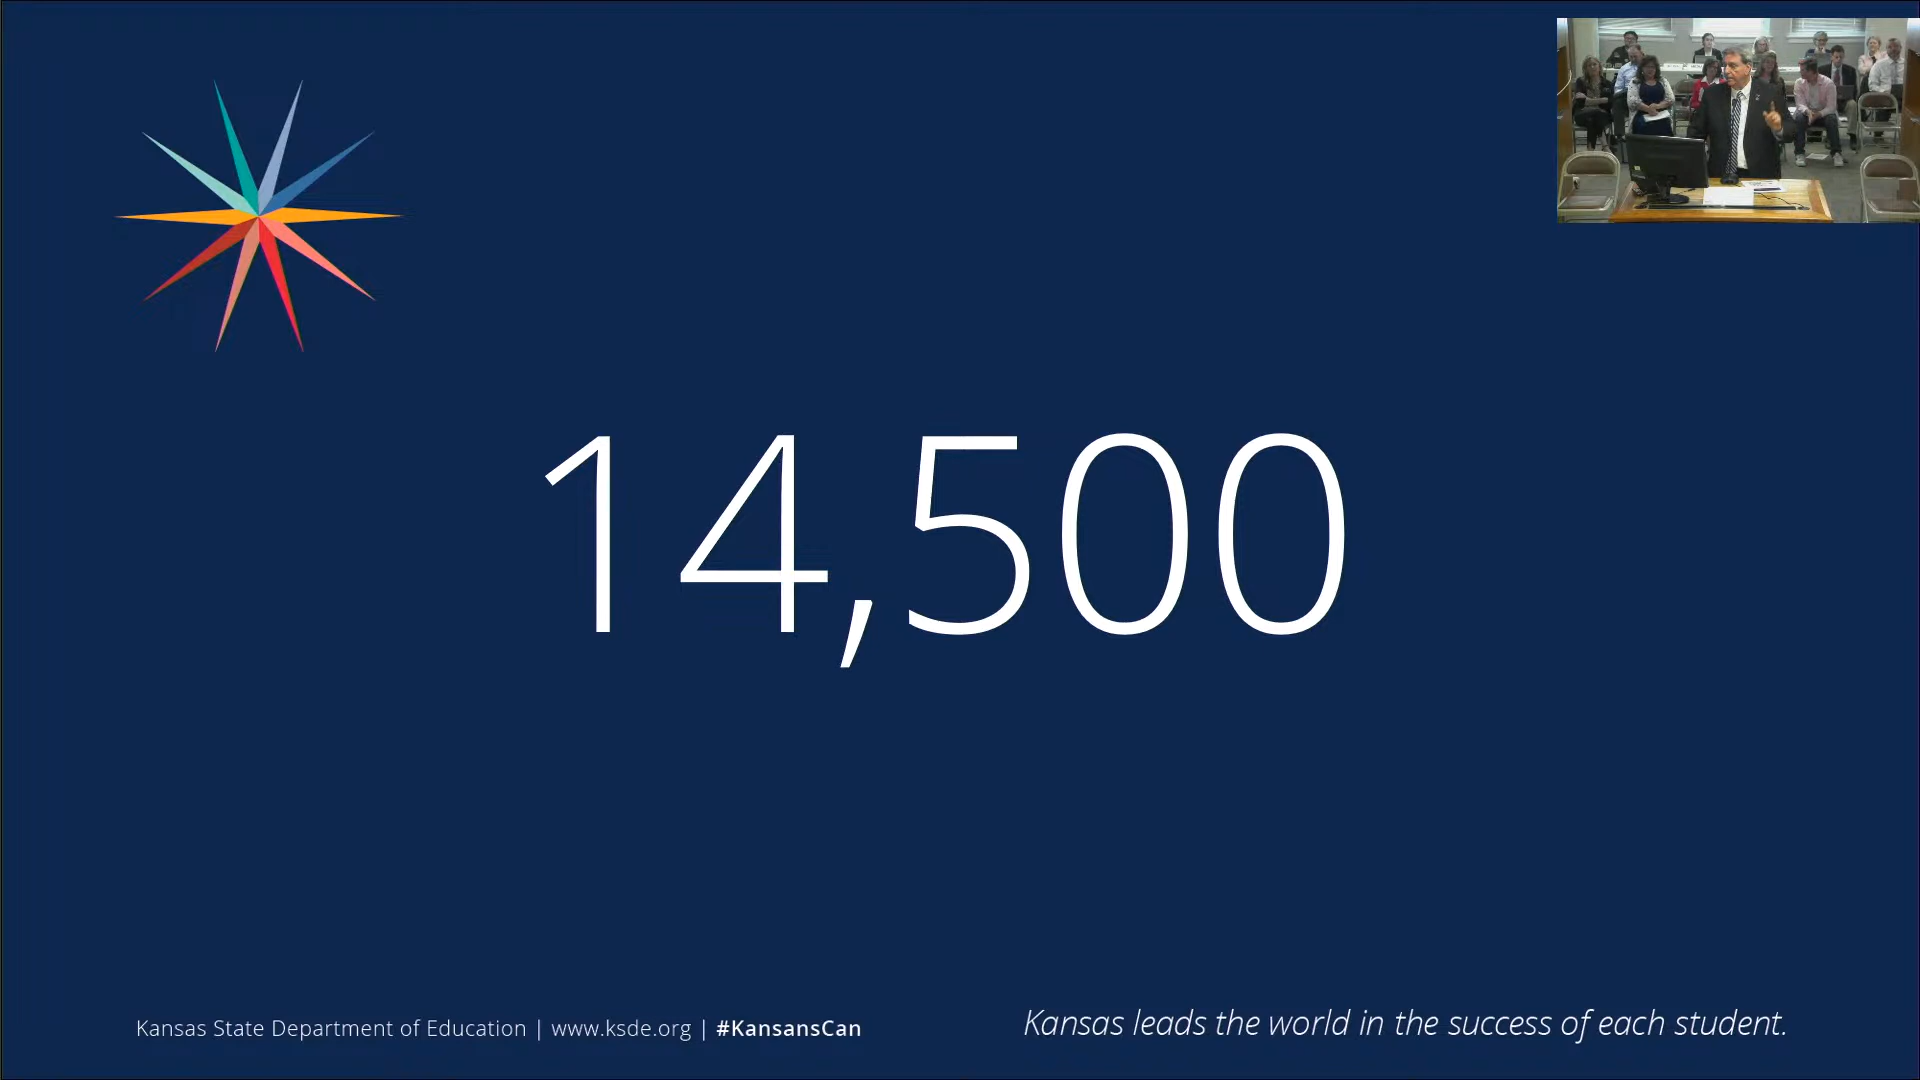 14,500
Kansas State Department of Education | www.ksde.org | #KansansCan
Kansas leads the world in the success of each student.